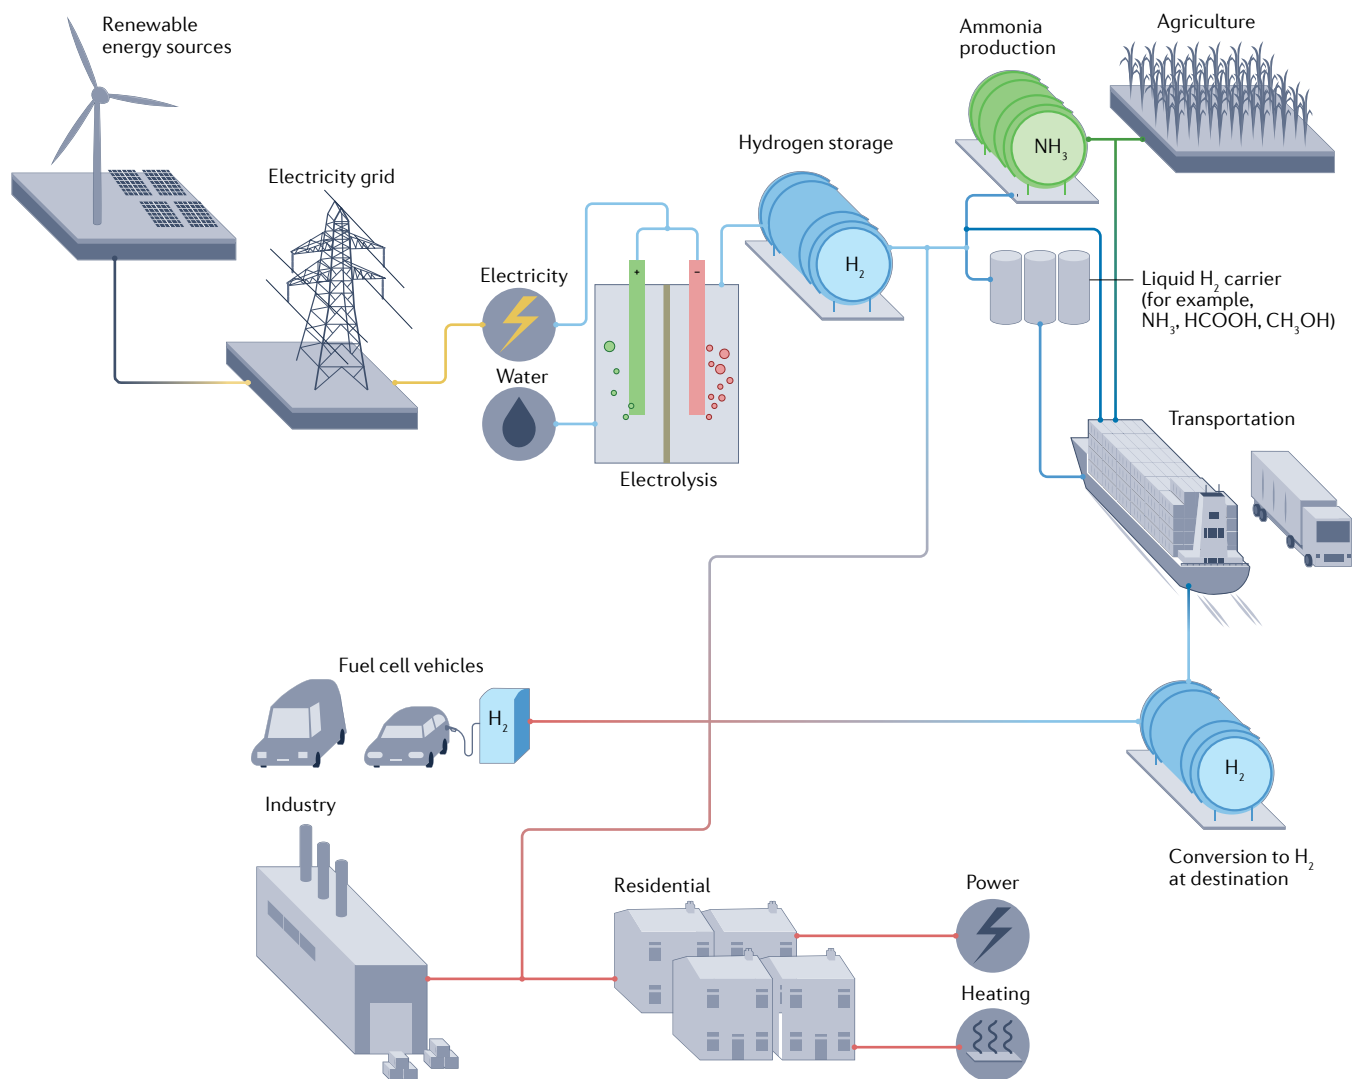 Renewable
energy sources
Electricity grid
Electricity
Water
+
−
Electrolysis
Hydrogen storage
H₂
Ammonia
production
NH₃
Agriculture
Liquid H₂ carrier
(for example,
NH₃, HCOOH, CH₃OH)
Transportation
Fuel cell vehicles
H₂
H₂
Conversion to H₂
at destination
Industry
Residential
Power
Heating